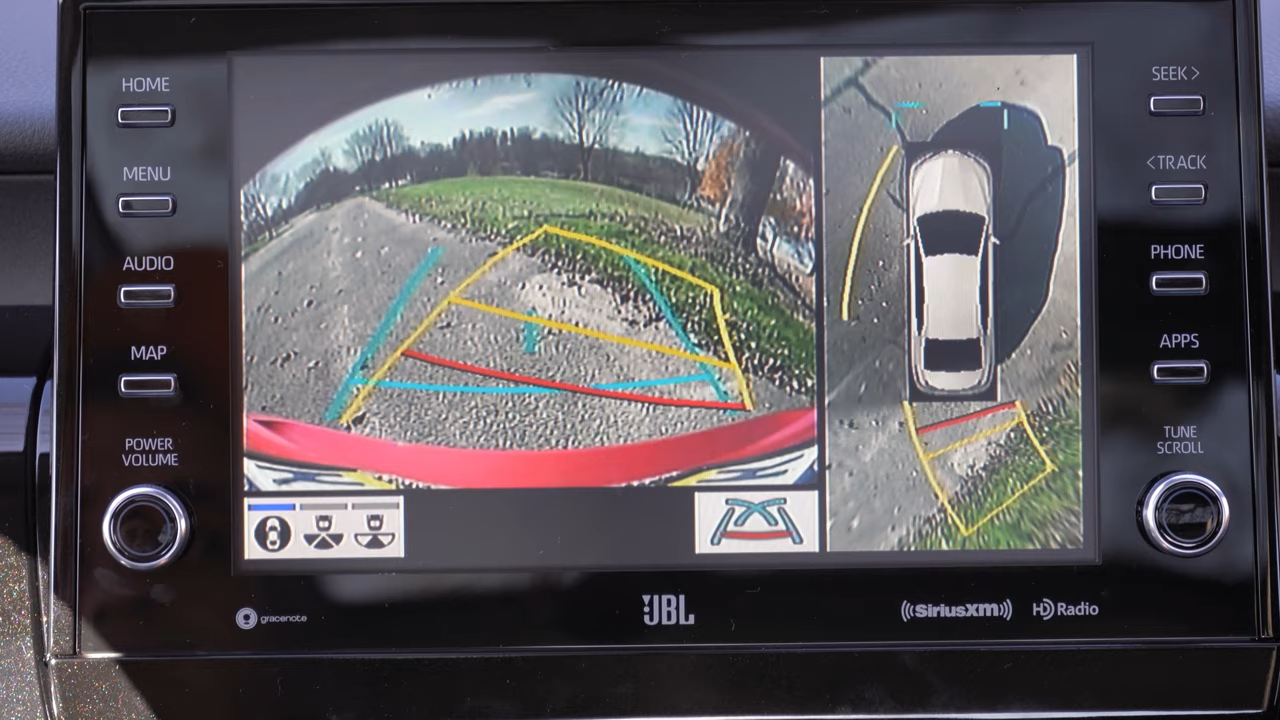 HOME
MENU
AUDIO
MAP
POWER
VOLUME
SEEK >
<TRACK
PHONE
APPS
TUNE
SCROLL
gracenote
JBL
((SiriusXM))
HD Radio